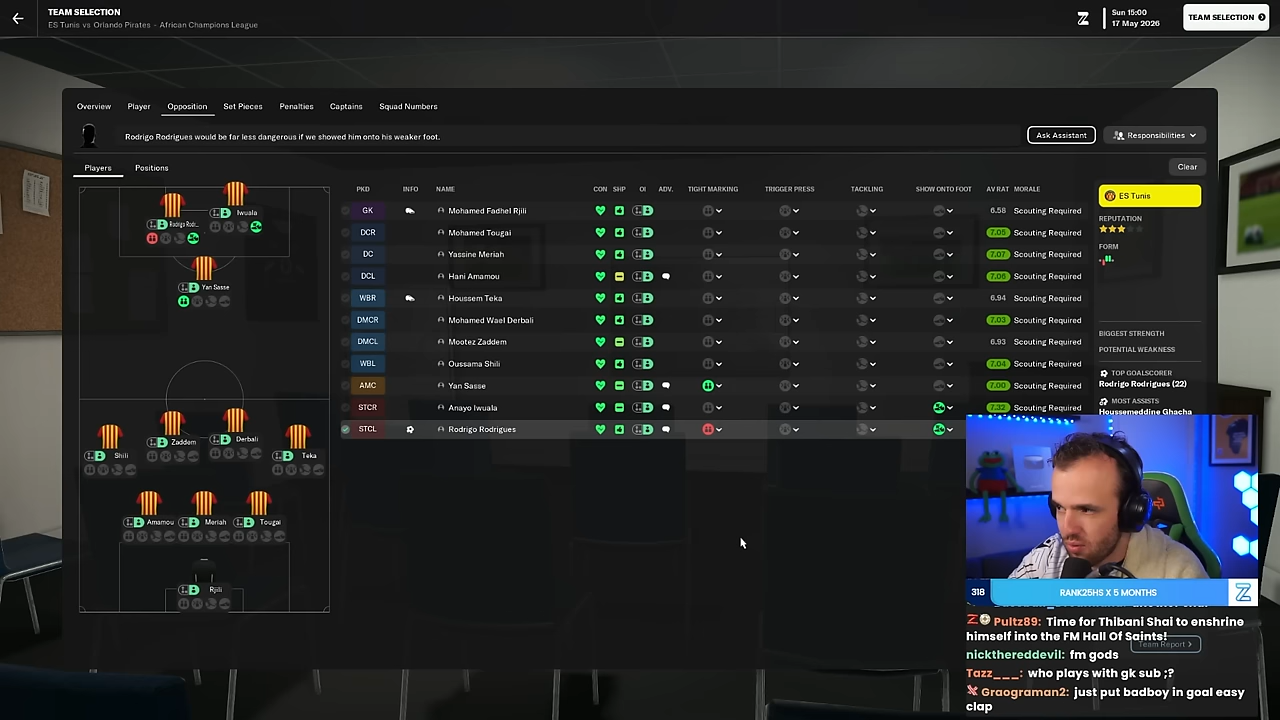 TEAM SELECTION
ES Tunis vs Orlando Pirates - African Champions League
Sun 15:00
17 May 2026
TEAM SELECTION
Overview Player Opposition Set Pieces Penalties Captains Squad Numbers
Rodrigo Rodrigues would be far less dangerous if we showed him onto his weaker foot.
Ask Assistant
Responsibilities
Players Positions
Clear
PKD INFO NAME CON SHP OI ADV. TIGHT MARKING TRIGGER PRESS TACKLING SHOW ONTO FOOT AV RAT MORALE
GK Mohamed Fadhel Rjili 6.58 Scouting Required
DCR Mohamed Tougai 7.05 Scouting Required
DC Yassine Meriah 7.07 Scouting Required
DCL Hani Amamou 7.06 Scouting Required
WBR Houssem Teka 6.94 Scouting Required
DMCR Mohamed Wael Derbali 7.03 Scouting Required
DMCL Mootez Zaddem 6.93 Scouting Required
WBL Oussama Shili 7.04 Scouting Required
AMC Yan Sasse 7.00 Scouting Required
STCR Anayo Iwuala 7.32 Scouting Required
STCL Rodrigo Rodrigues
Iwuala
Rodrigo Rodr...
Yan Sasse
Derbali
Zaddem
Shili
Teka
Amamou
Meriah
Tougai
Rjili
ES Tunis
REPUTATION
FORM
BIGGEST STRENGTH
POTENTIAL WEAKNESS
TOP GOALSCORER
Rodrigo Rodrigues (22)
MOST ASSISTS
Houssemeddine Ghacha
318 RANK25HS X 5 MONTHS
Pultz89: Time for Thibani Shai to enshrine
himself into the FM Hall Of Saints!
Team Report
nickthereddevil: fm gods
Tazz___: who plays with gk sub ;?
Graograman2: just put badboy in goal easy
clap